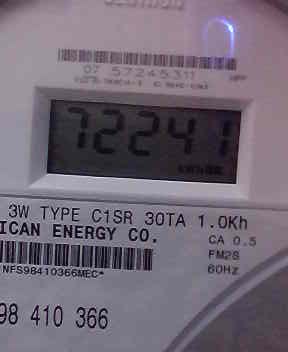 07 57245311
72241
3W TYPE C1SR 30TA 1.0Kh
ICAN ENERGY CO.
CA 0.5
FM2S
60Hz
NFS98410366MEC*
98 410 366